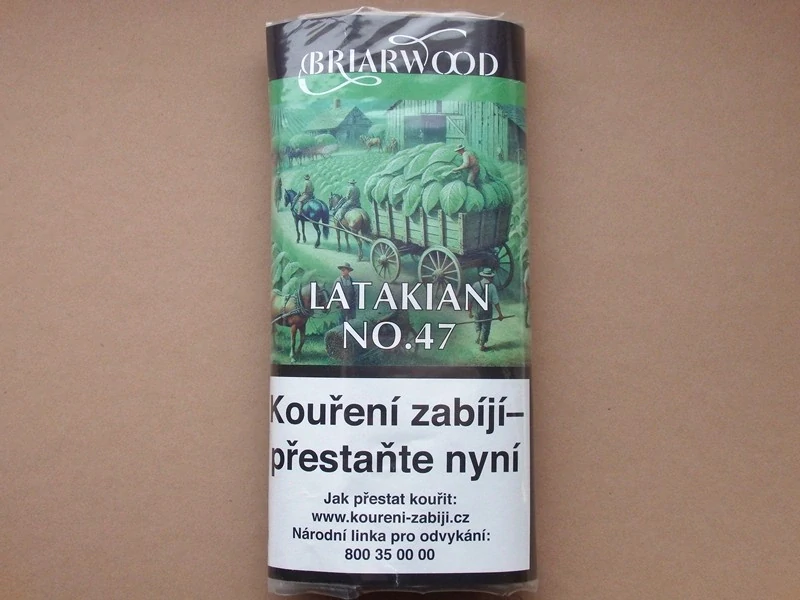 BRIARWOOD
LATAKIAN
NO.47
Kouření zabíjí–
přestaňte nyní
Jak přestat kouřit:
www.koureni-zabiji.cz
Národní linka pro odvykání:
800 35 00 00